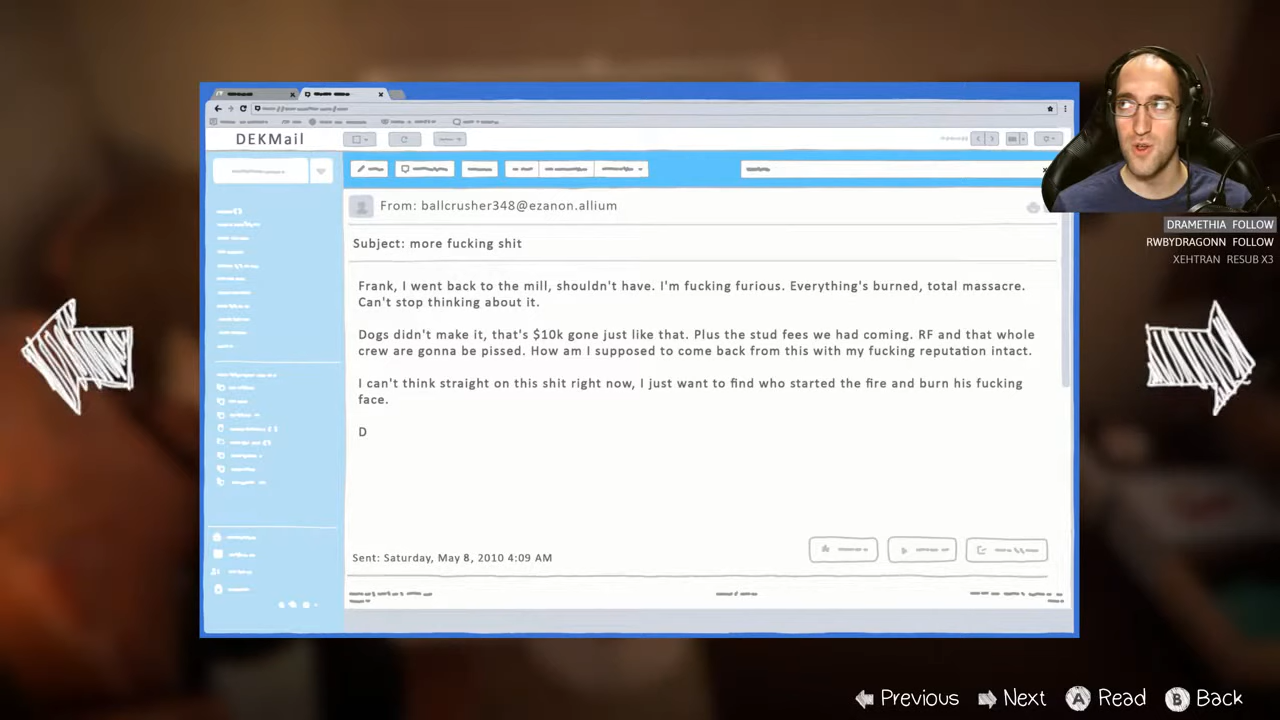 DEKMail
From: ballcrusher348@ezanon.allium
Subject: more fucking shit
Frank, I went back to the mill, shouldn't have. I'm fucking furious. Everything's burned, total massacre.
Can't stop thinking about it.
Dogs didn't make it, that's $10k gone just like that. Plus the stud fees we had coming. RF and that whole
crew are gonna be pissed. How am I supposed to come back from this with my fucking reputation intact.
I can't think straight on this shit right now, I just want to find who started the fire and burn his fucking
face.
D
Sent: Saturday, May 8, 2010 4:09 AM
DRAMETHIA FOLLOW
RWBYDRAGONN FOLLOW
XEHTRAN RESUB X3
Previous Next A Read B Back